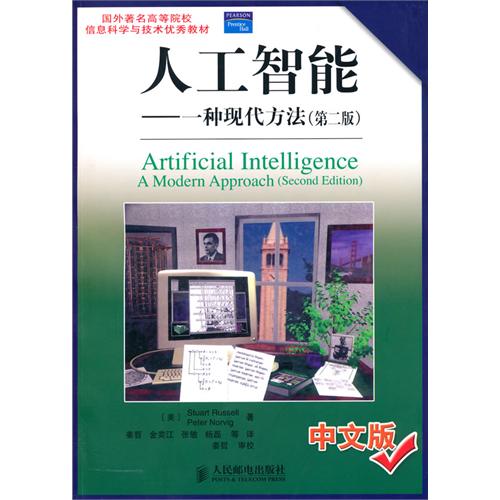 国外著名高等院校
信息科学与技术优秀教材
PEARSON
Prentice
Hall
人工智能
——一种现代方法(第二版)
Artificial Intelligence
A Modern Approach (Second Edition)
[美] Stuart Russell 著
Peter Norvig
姜哲 金奕江 张敏 杨磊 等 译
姜哲 审校
中文版
人民邮电出版社
POSTS & TELECOM PRESS